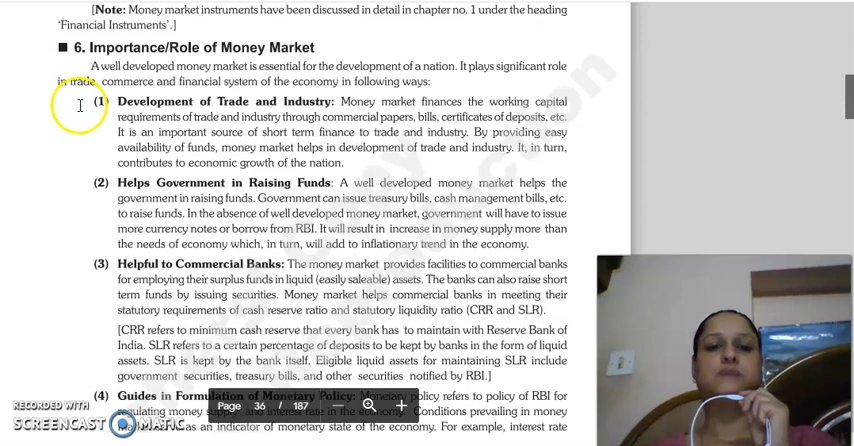 [Note: Money market instruments have been discussed in detail in chapter no. 1 under the heading
‘Financial Instruments’.]
■ 6. Importance/Role of Money Market
A well developed money market is essential for the development of a nation. It plays significant role
in trade, commerce and financial system of the economy in following ways:
(1) Development of Trade and Industry: Money market finances the working capital
requirements of trade and industry through commercial papers, bills, certificates of deposits, etc.
It is an important source of short term finance to trade and industry. By providing easy
availability of funds, money market helps in development of trade and industry. It, in turn,
contributes to economic growth of the nation.
(2) Helps Government in Raising Funds: A well developed money market helps the
government in raising funds. Government can issue treasury bills, cash management bills, etc.
to raise funds. In the absence of well developed money market, government will have to issue
more currency notes or borrow from RBI. It will result in increase in money supply more than
the needs of economy which, in turn, will add to inflationary trend in the economy.
(3) Helpful to Commercial Banks: The money market provides facilities to commercial banks
for employing their surplus funds in liquid (easily saleable) assets. The banks can also raise short
term funds by issuing securities. Money market helps commercial banks in meeting their
statutory requirements of cash reserve ratio and statutory liquidity ratio (CRR and SLR).
[CRR refers to minimum cash reserve that every bank has to maintain with Reserve Bank of
India. SLR refers to a certain percentage of deposits to be kept by banks in the form of liquid
assets. SLR is kept by the bank itself. Eligible liquid assets for maintaining SLR include
government securities, treasury bills, and other securities notified by RBI.]
(4) Guides in Formulation of Monetary Policy: Monetary policy refers to policy of RBI for
regulating money supply and interest rate in the economy. Conditions prevailing in money
market serve as an indicator of monetary state of the economy. For example, interest rate
Page 36 / 187
RECORDED WITH
SCREENCAST MATIC